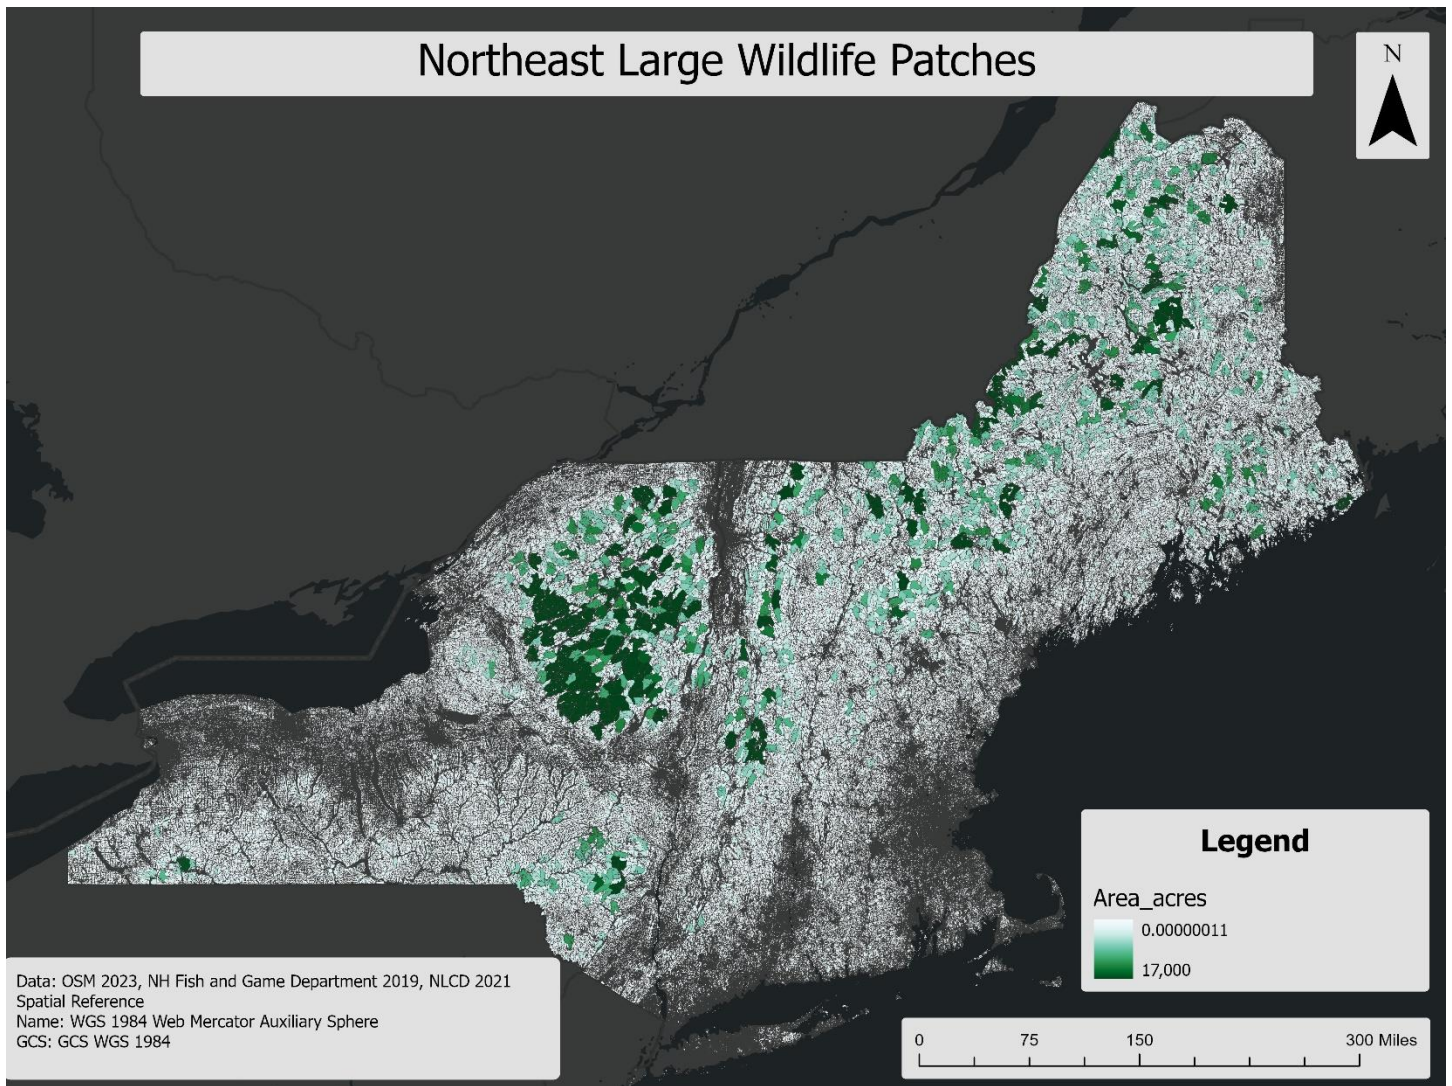 Northeast Large Wildlife Patches
N
Legend
Area_acres
0.00000011
17,000
Data: OSM 2023, NH Fish and Game Department 2019, NLCD 2021
Spatial Reference
Name: WGS 1984 Web Mercator Auxiliary Sphere
GCS: GCS WGS 1984
0 75 150 300 Miles